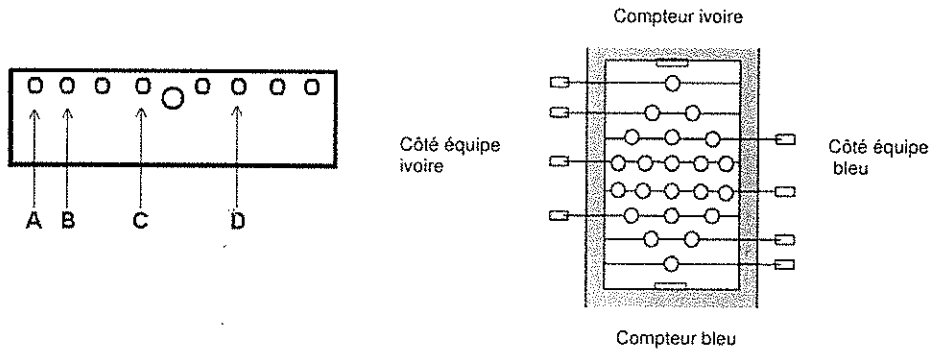 A B C D
Compteur ivoire
Côté équipe
ivoire
Côté équipe
bleu
Compteur bleu